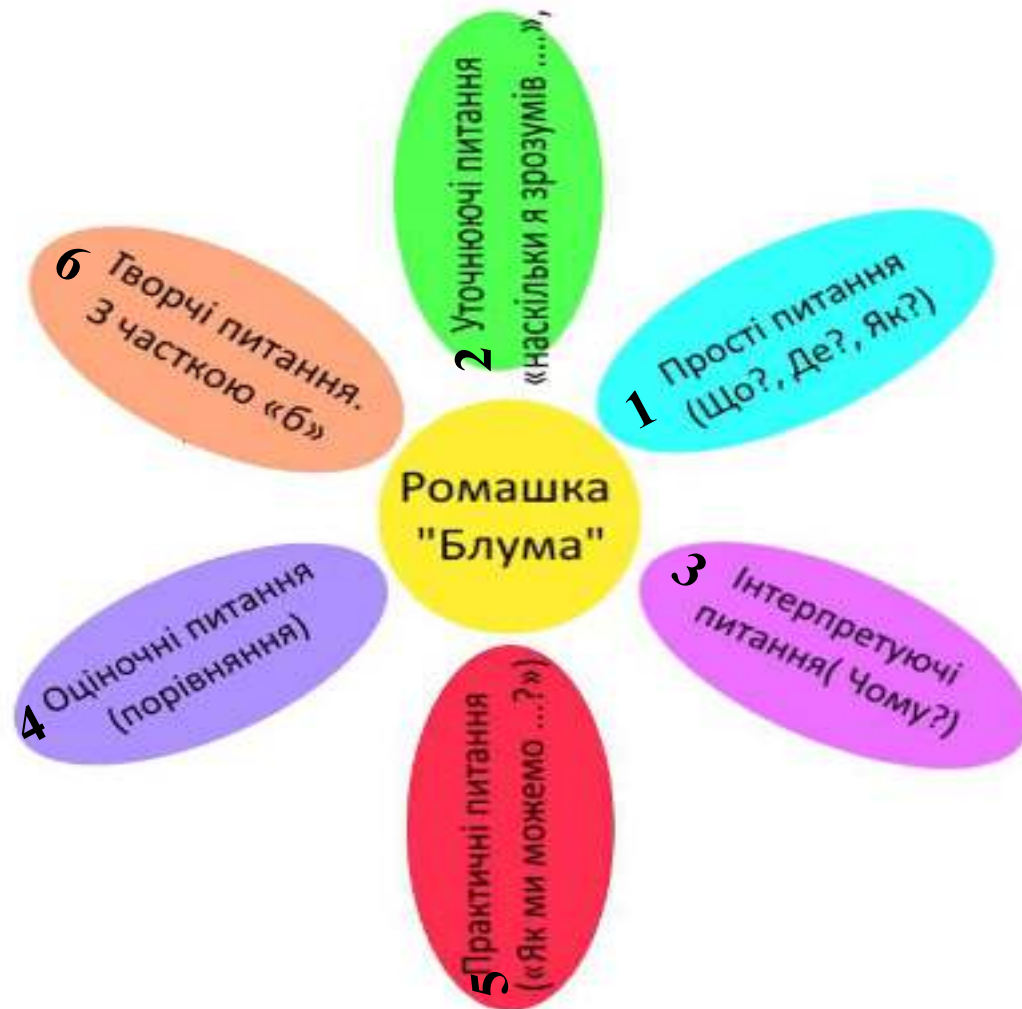 Ромашка
"Блума"
1 Прості питання
(Що?, Де?, Як?)
2 Уточнюючі питання
«наскільки я зрозумів ....»,
3 Інтерпретуючі
питання( Чому?)
4 Оціночні питання
(порівняння)
5 Практичні питання
(«Як ми можемо ...?»)
6 Творчі питання.
З часткою «б»